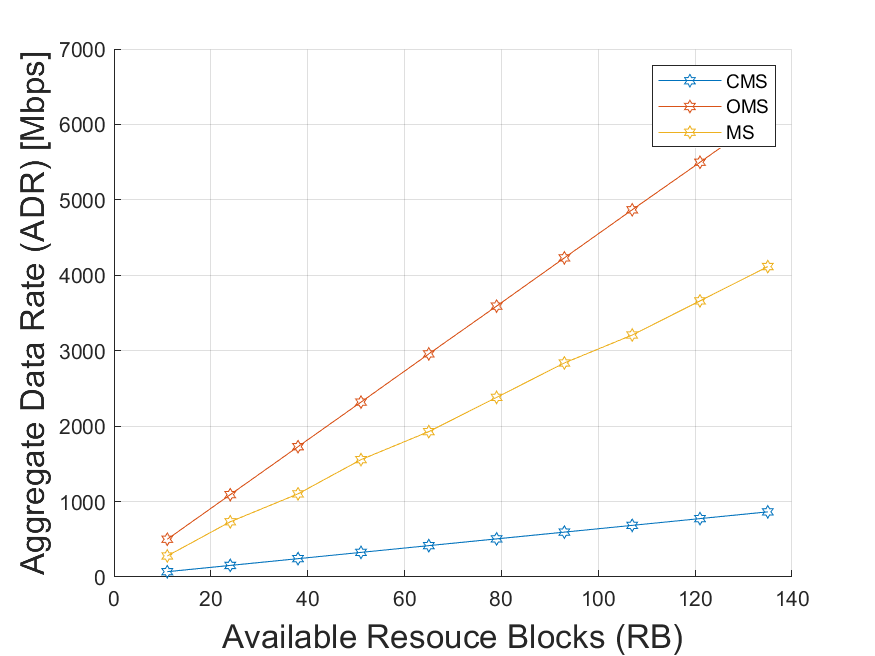 Aggregate Data Rate (ADR) [Mbps]
7000
6000
5000
4000
3000
2000
1000
0
CMS
OMS
MS
0 20 40 60 80 100 120 140
Available Resouce Blocks (RB)